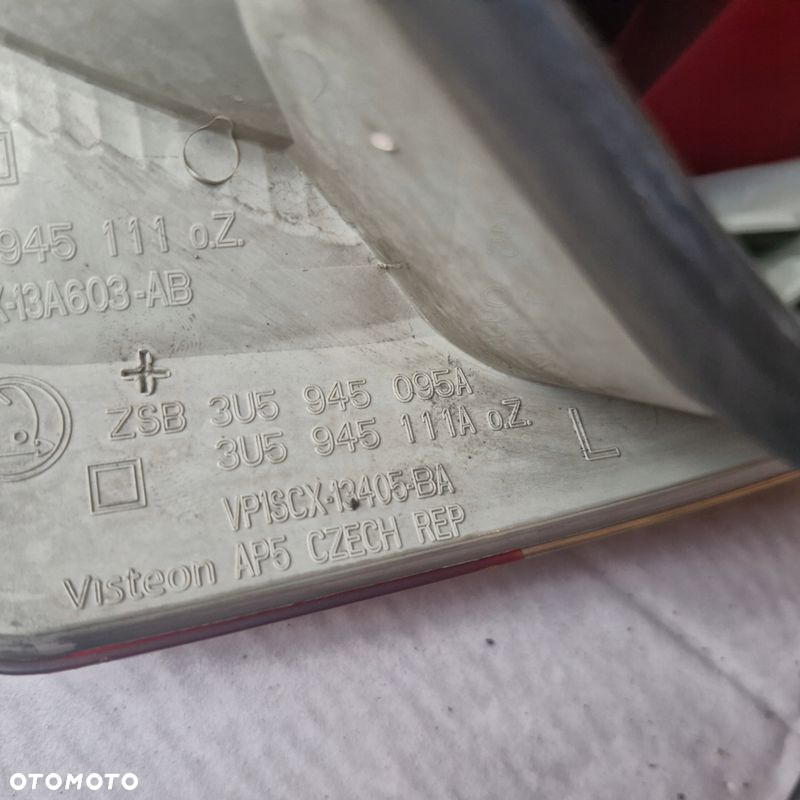 945 111 o.Z.
X-13A603-AB
ZSB 3U5 945 095A
3U5 945 111A o.Z.
L
VP1SCX-13405-BA
Visteon AP5 CZECH REP
OTOMOTO